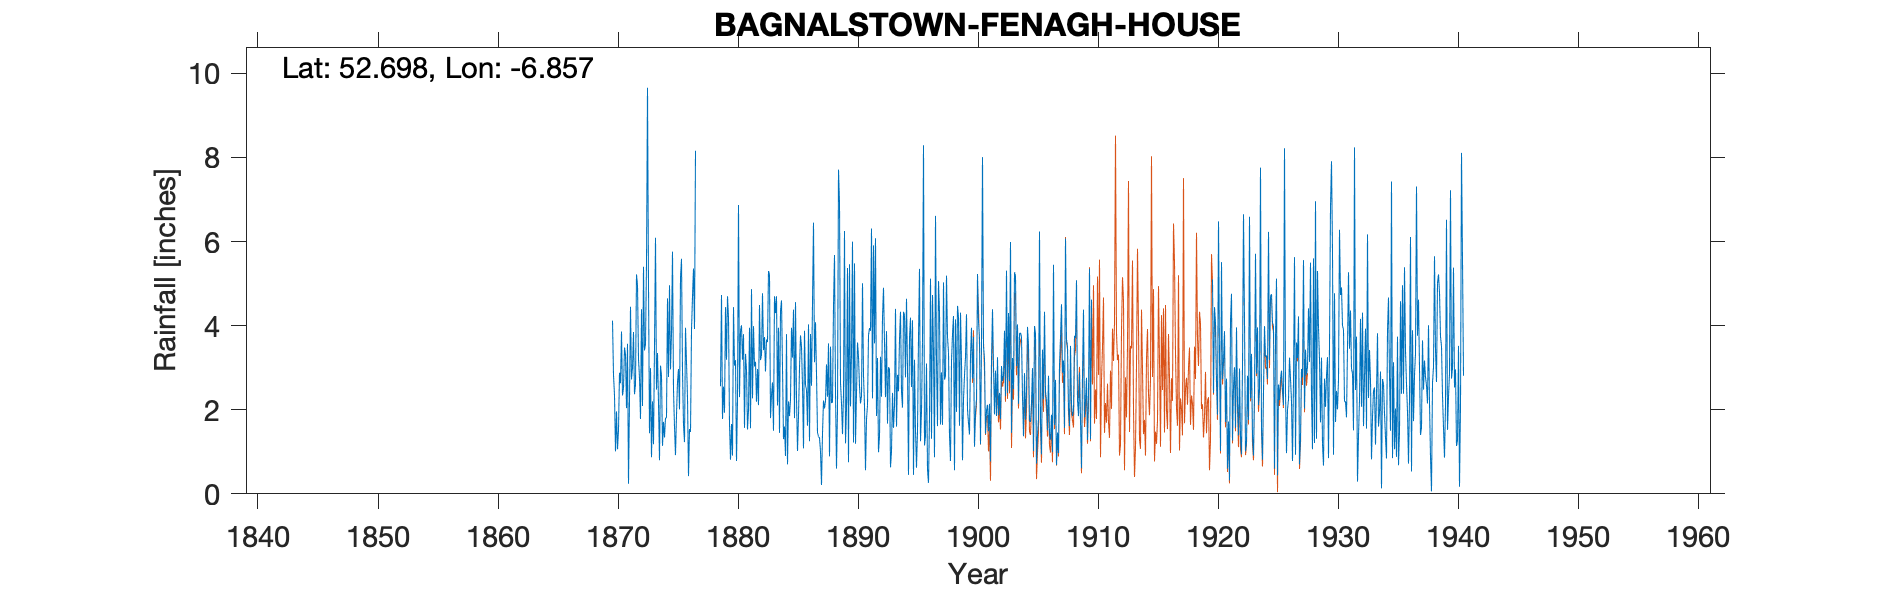 BAGNALSTOWN-FENAGH-HOUSE
Lat: 52.698, Lon: -6.857
10
8
6
4
2
0
Rainfall [inches]
1840 1850 1860 1870 1880 1890 1900 1910 1920 1930 1940 1950 1960
Year